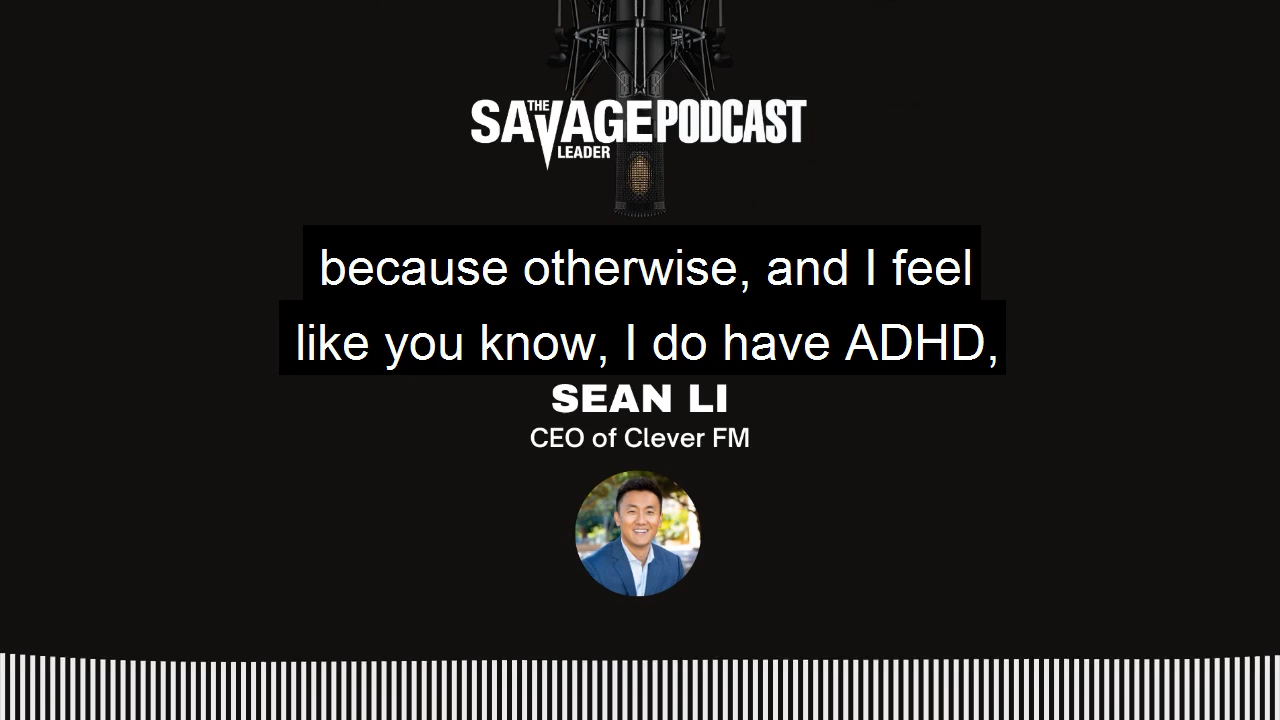 THE SAVAGE LEADER PODCAST
because otherwise, and I feel
like you know, I do have ADHD,
SEAN LI
CEO of Clever FM